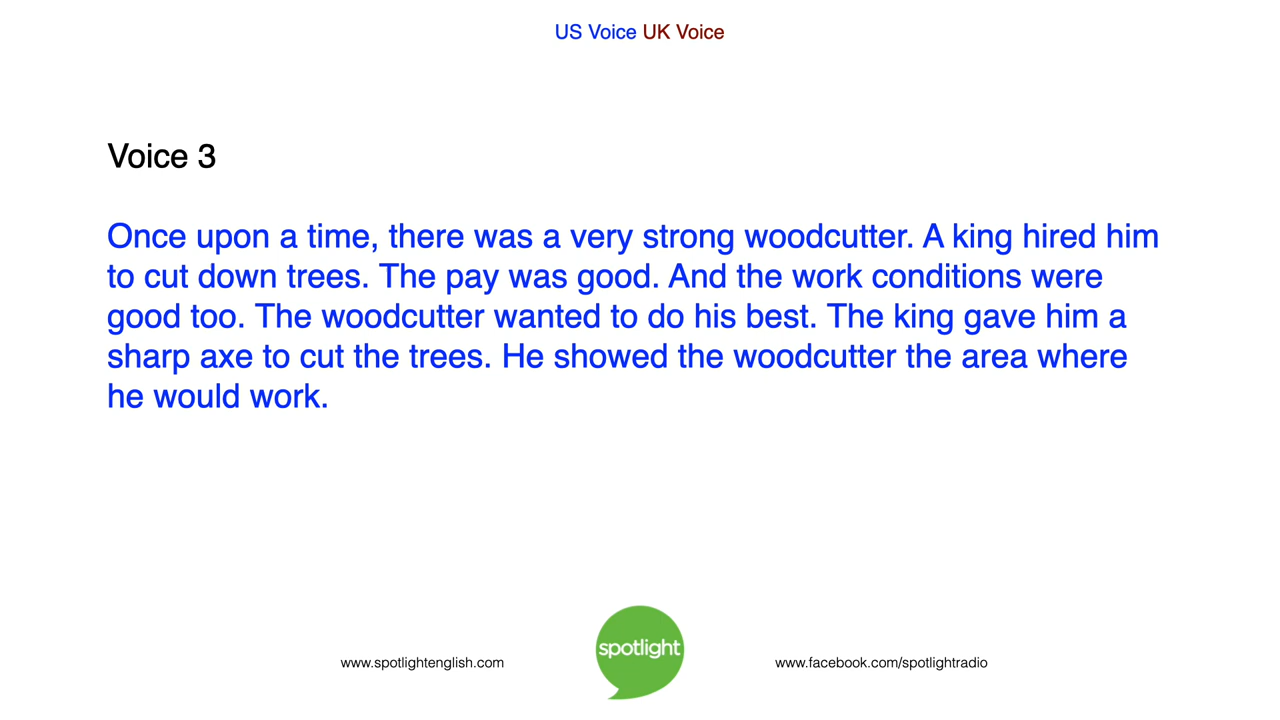 US Voice UK Voice
Voice 3
Once upon a time, there was a very strong woodcutter. A king hired him
to cut down trees. The pay was good. And the work conditions were
good too. The woodcutter wanted to do his best. The king gave him a
sharp axe to cut the trees. He showed the woodcutter the area where
he would work.
spotlight
www.spotlightenglish.com
www.facebook.com/spotlightradio